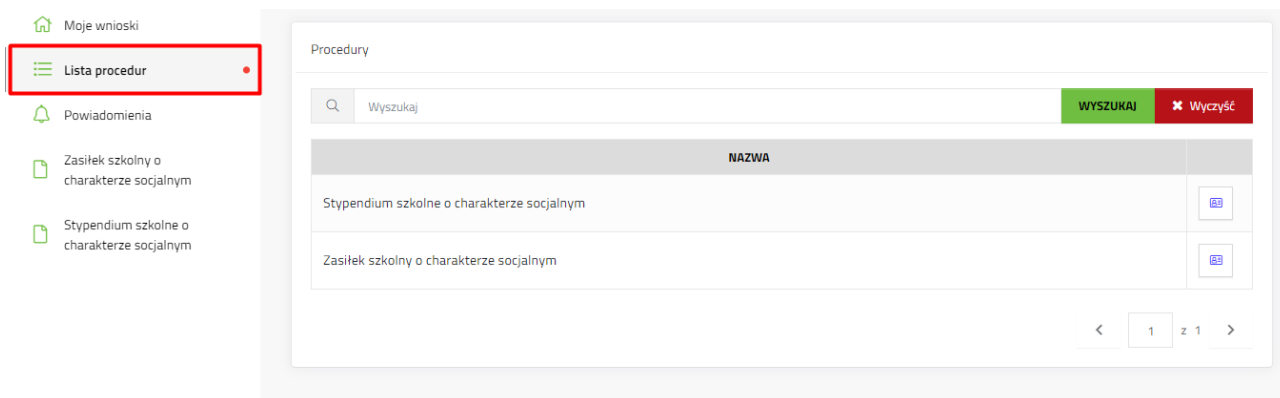 Moje wnioski
Lista procedur
Powiadomienia
Zasiłek szkolny o
charakterze socjalnym
Stypendium szkolne o
charakterze socjalnym
Procedury
Wyszukaj
WYSZUKAJ
Wyczyść
NAZWA
Stypendium szkolne o charakterze socjalnym
Zasiłek szkolny o charakterze socjalnym
1 z 1